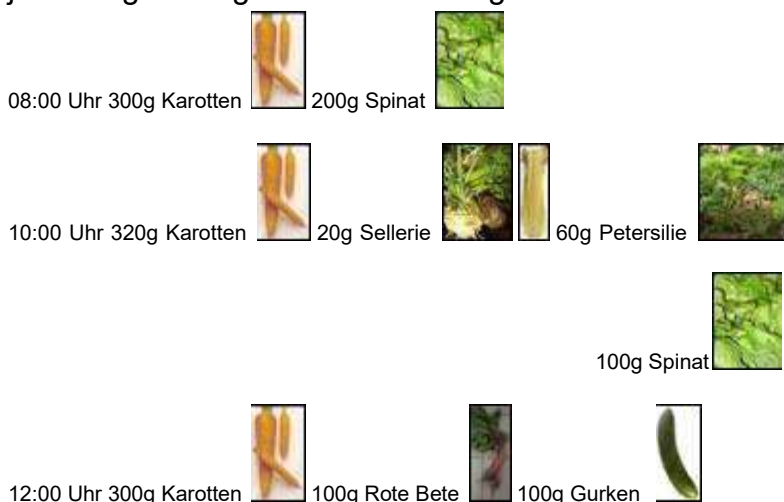 08:00 Uhr 300g Karotten 200g Spinat
10:00 Uhr 320g Karotten 20g Sellerie 60g Petersilie
100g Spinat
12:00 Uhr 300g Karotten 100g Rote Bete 100g Gurken